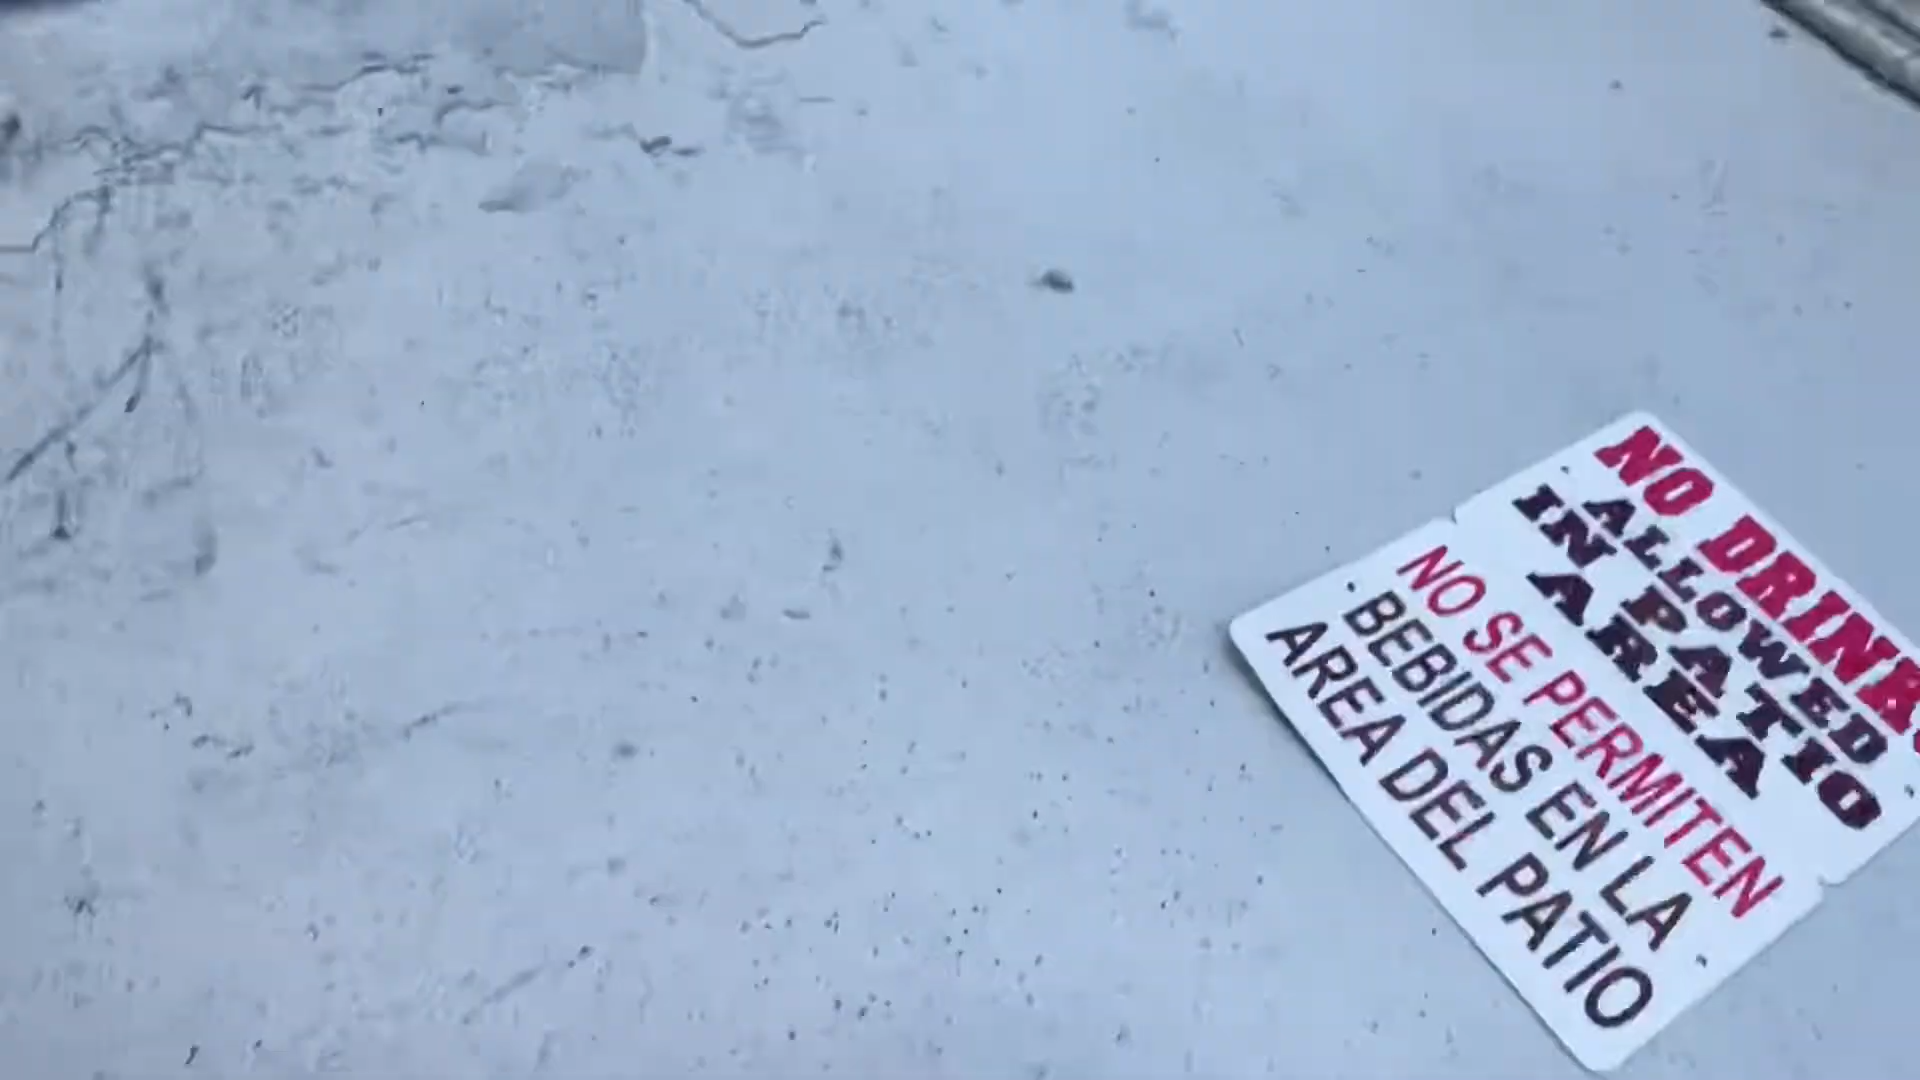 NO DRINKS
ALLOWED
IN PATIO
AREA
NO SE PERMITEN
BEBIDAS EN LA
AREA DEL PATIO